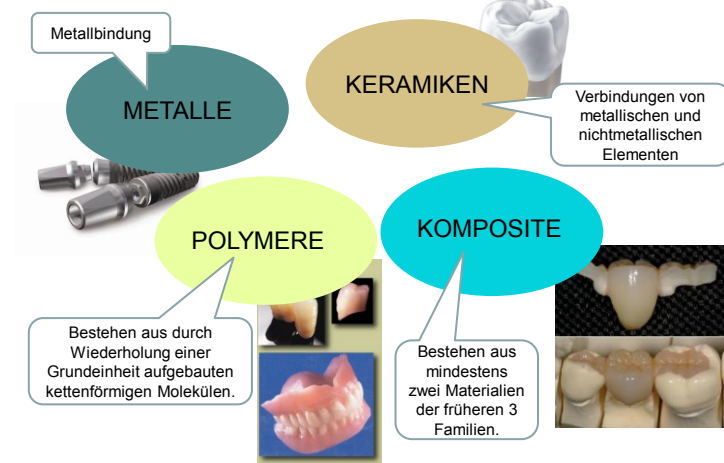 Metallbindung
METALLE
KERAMIKEN
Verbindungen von
metallischen und
nichtmetallischen
Elementen
POLYMERE
KOMPOSITE
Bestehen aus durch
Wiederholung einer
Grundeinheit aufgebauten
kettenförmigen Molekülen.
Bestehen aus
mindestens
zwei Materialien
der früheren 3
Familien.